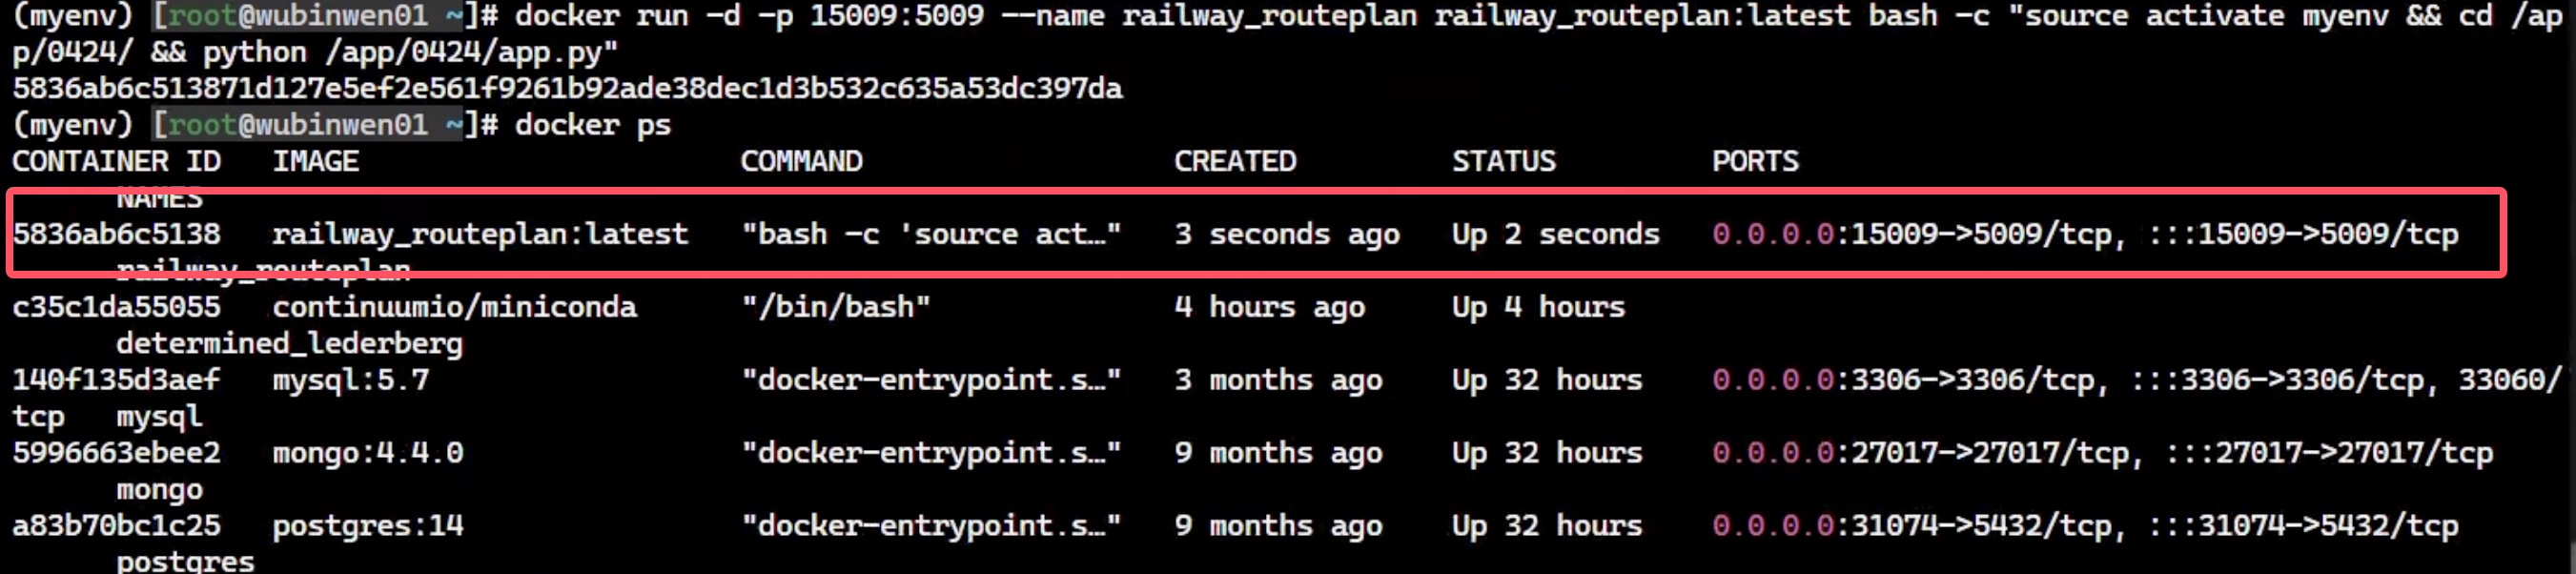 (myenv) [root@wubinwen01 ~]# docker run -d -p 15009:5009 --name railway_routeplan railway_routeplan:latest bash -c "source activate myenv && cd /ap
p/0424/ && python /app/0424/app.py"
5836ab6c513871d127e5ef2e561f9261b92ade38dec1d3b532c635a53dc397da
(myenv) [root@wubinwen01 ~]# docker ps
CONTAINER ID   IMAGE                      COMMAND                  CREATED         STATUS         PORTS
      NAMES
5836ab6c5138   railway_routeplan:latest   "bash -c 'source act…"   3 seconds ago   Up 2 seconds   0.0.0.0:15009->5009/tcp, :::15009->5009/tcp
      railway_routeplan
c35c1da55055   continuumio/miniconda      "/bin/bash"              4 hours ago     Up 4 hours
      determined_lederberg
140f135d3aef   mysql:5.7                  "docker-entrypoint.s…"   3 months ago    Up 32 hours    0.0.0.0:3306->3306/tcp, :::3306->3306/tcp, 33060/
tcp   mysql
5996663ebee2   mongo:4.4.0                "docker-entrypoint.s…"   9 months ago    Up 32 hours    0.0.0.0:27017->27017/tcp, :::27017->27017/tcp
      mongo
a83b70bc1c25   postgres:14                "docker-entrypoint.s…"   9 months ago    Up 32 hours    0.0.0.0:31074->5432/tcp, :::31074->5432/tcp
      postgres